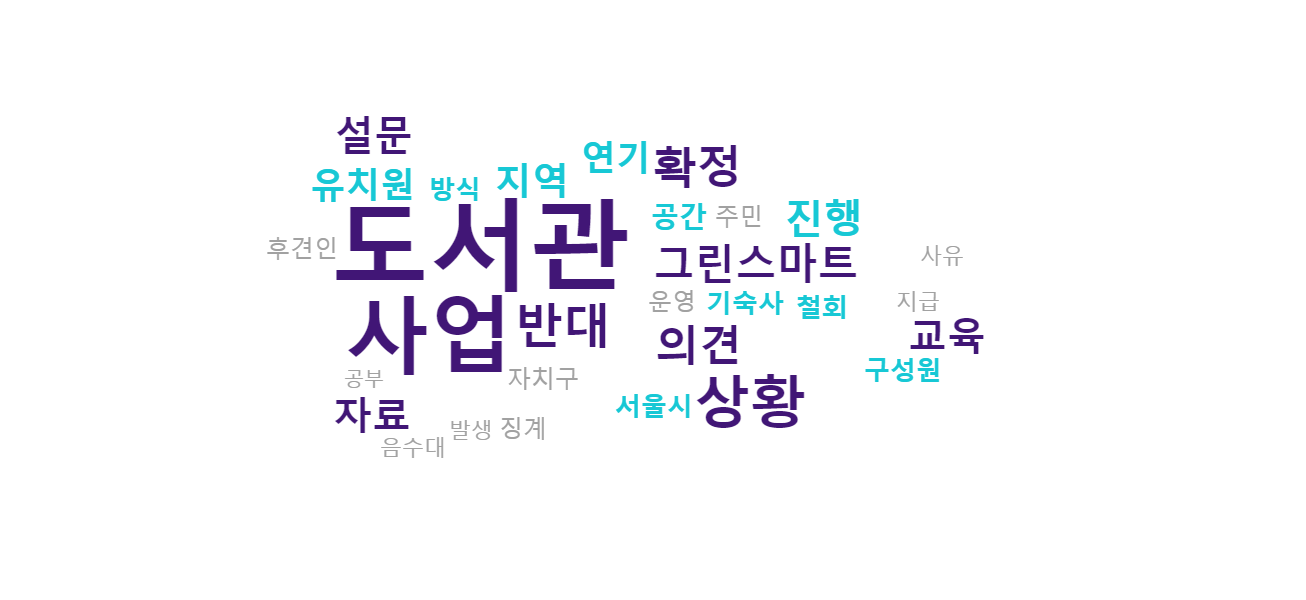 설문
연기 확정
유치원 방식 지역
공간 주민 진행
도서관
후견인
그린스마트 사유
운영 기숙사 철회 지급
사업 반대
의견 교육
공부 자치구
구성원
자료 서울시 상황
발생 징계
음수대